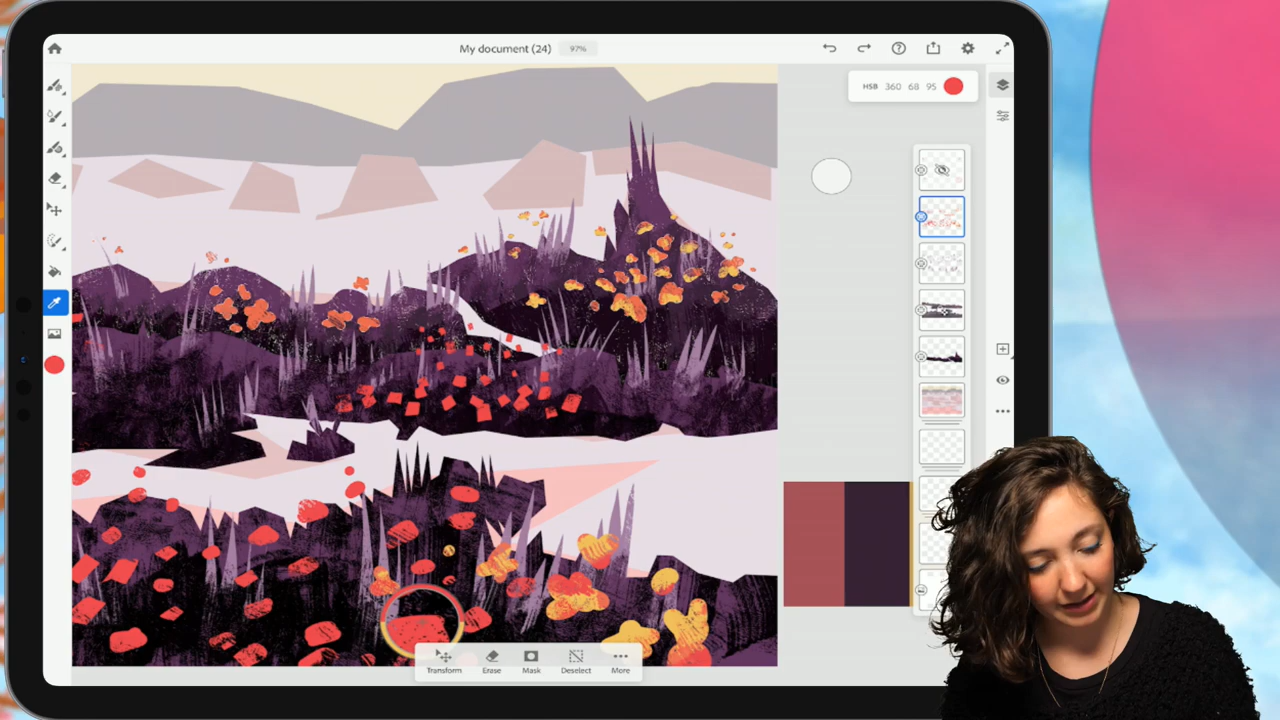 My document (24) 97%
HSB 360 68 95
Transform Erase Mask Deselect More